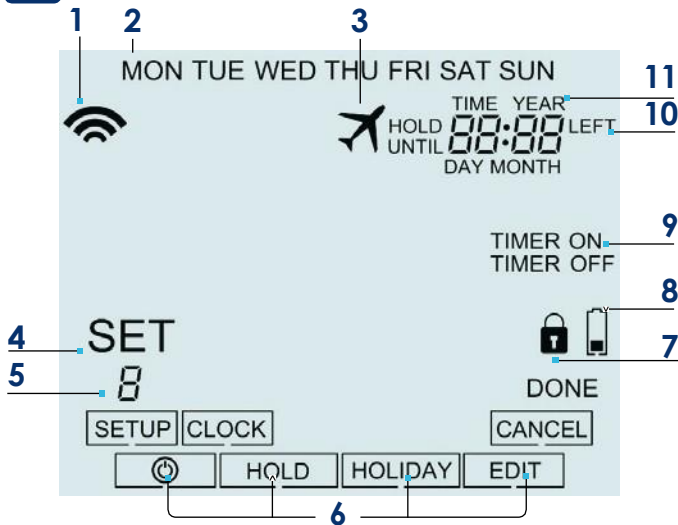 1 2 3
MON TUE WED THU FRI SAT SUN
11
TIME YEAR
10
HOLD 88:88 LEFT
UNTIL
DAY MONTH
9
TIMER ON
TIMER OFF
8
4 SET
7
5 8
DONE
SETUP CLOCK CANCEL
HOLD HOLIDAY EDIT
6